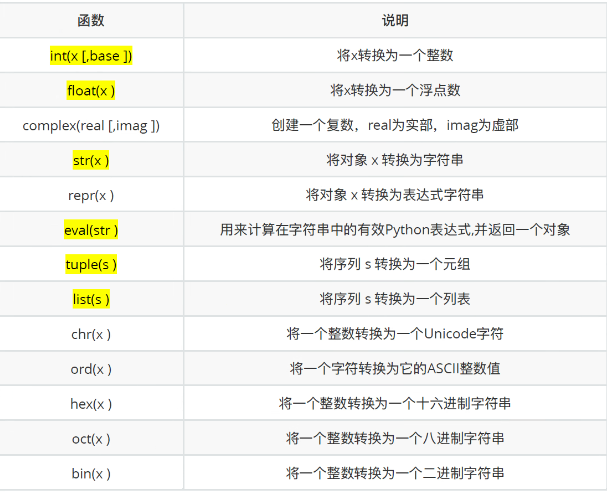 函数 说明
int(x [,base ]) 将x转换为一个整数
float(x ) 将x转换为一个浮点数
complex(real [,imag ]) 创建一个复数，real为实部，imag为虚部
str(x ) 将对象 x 转换为字符串
repr(x ) 将对象 x 转换为表达式字符串
eval(str ) 用来计算在字符串中的有效Python表达式,并返回一个对象
tuple(s ) 将序列 s 转换为一个元组
list(s ) 将序列 s 转换为一个列表
chr(x ) 将一个整数转换为一个Unicode字符
ord(x ) 将一个字符转换为它的ASCII整数值
hex(x ) 将一个整数转换为一个十六进制字符串
oct(x ) 将一个整数转换为一个八进制字符串
bin(x ) 将一个整数转换为一个二进制字符串